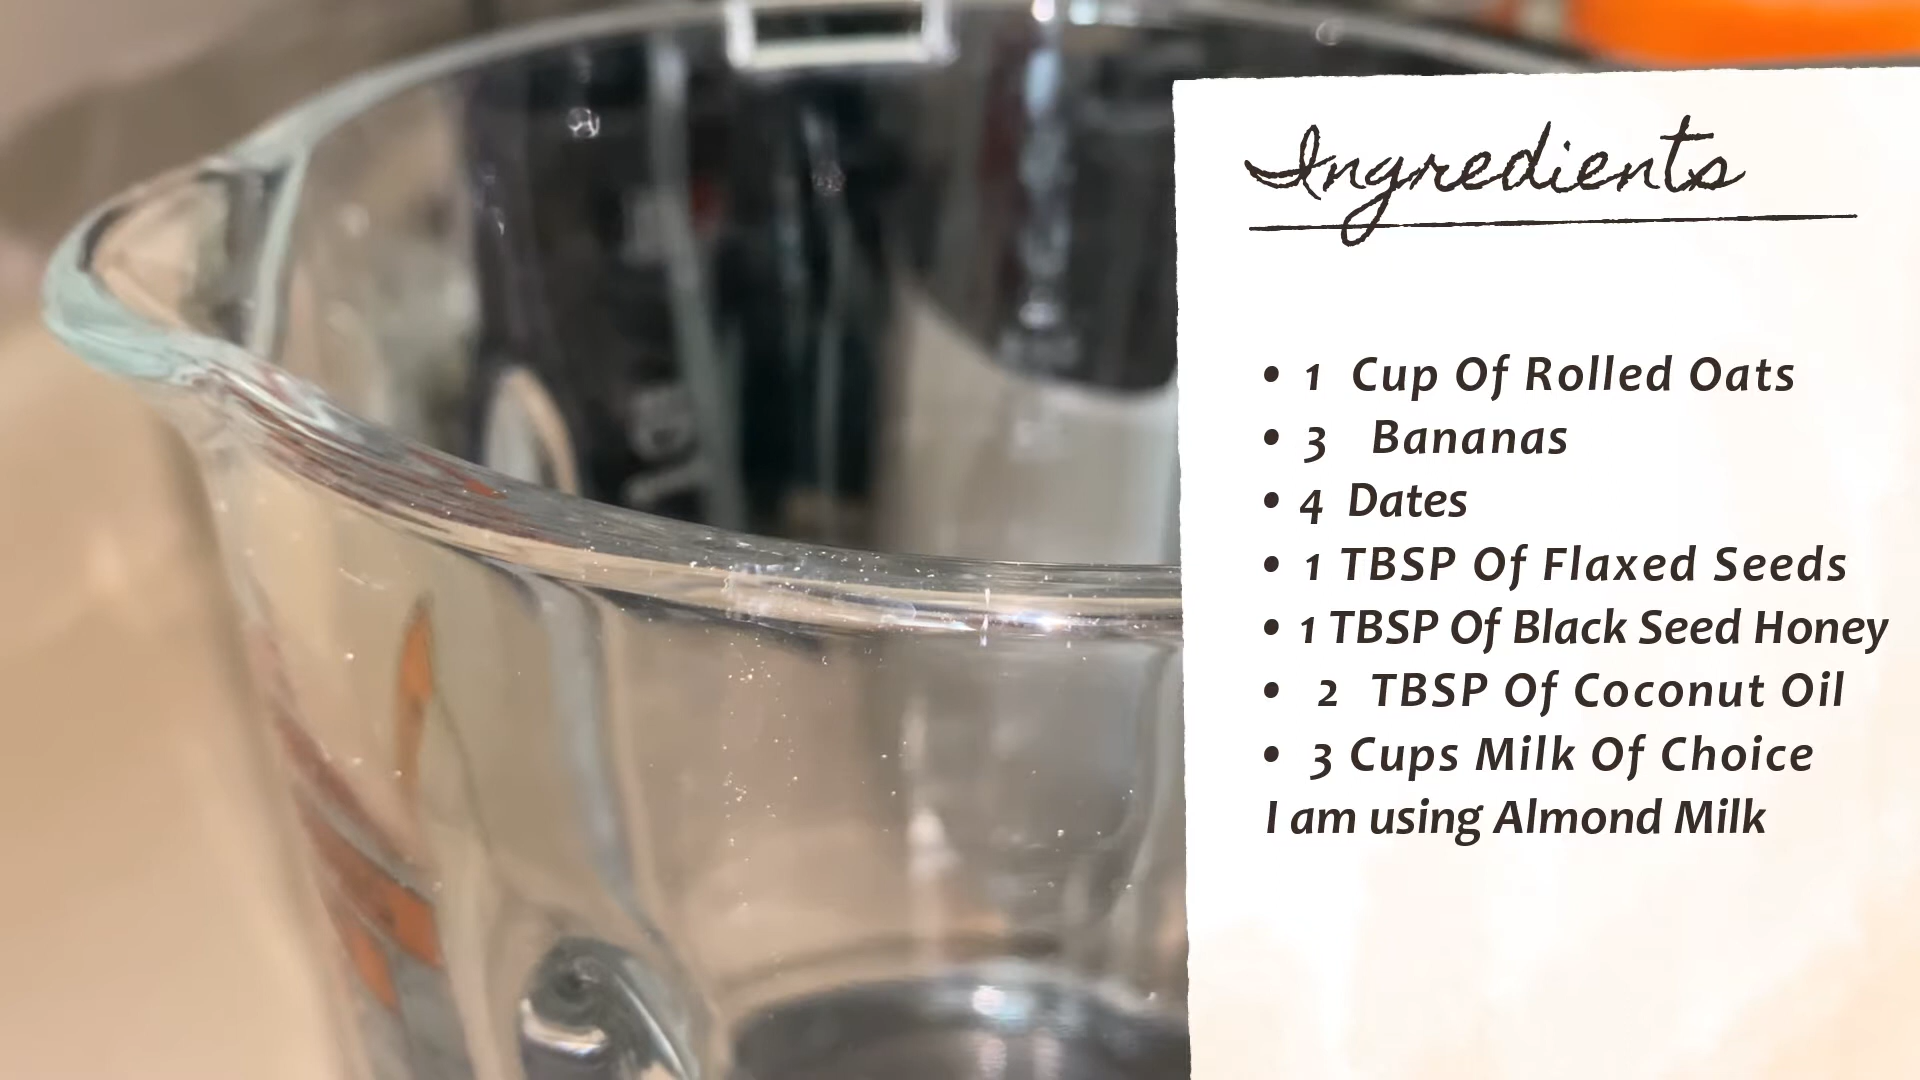 Ingredients
• 1 Cup Of Rolled Oats
• 3 Bananas
• 4 Dates
• 1 TBSP Of Flaxed Seeds
• 1 TBSP Of Black Seed Honey
• 2 TBSP Of Coconut Oil
• 3 Cups Milk Of Choice
I am using Almond Milk